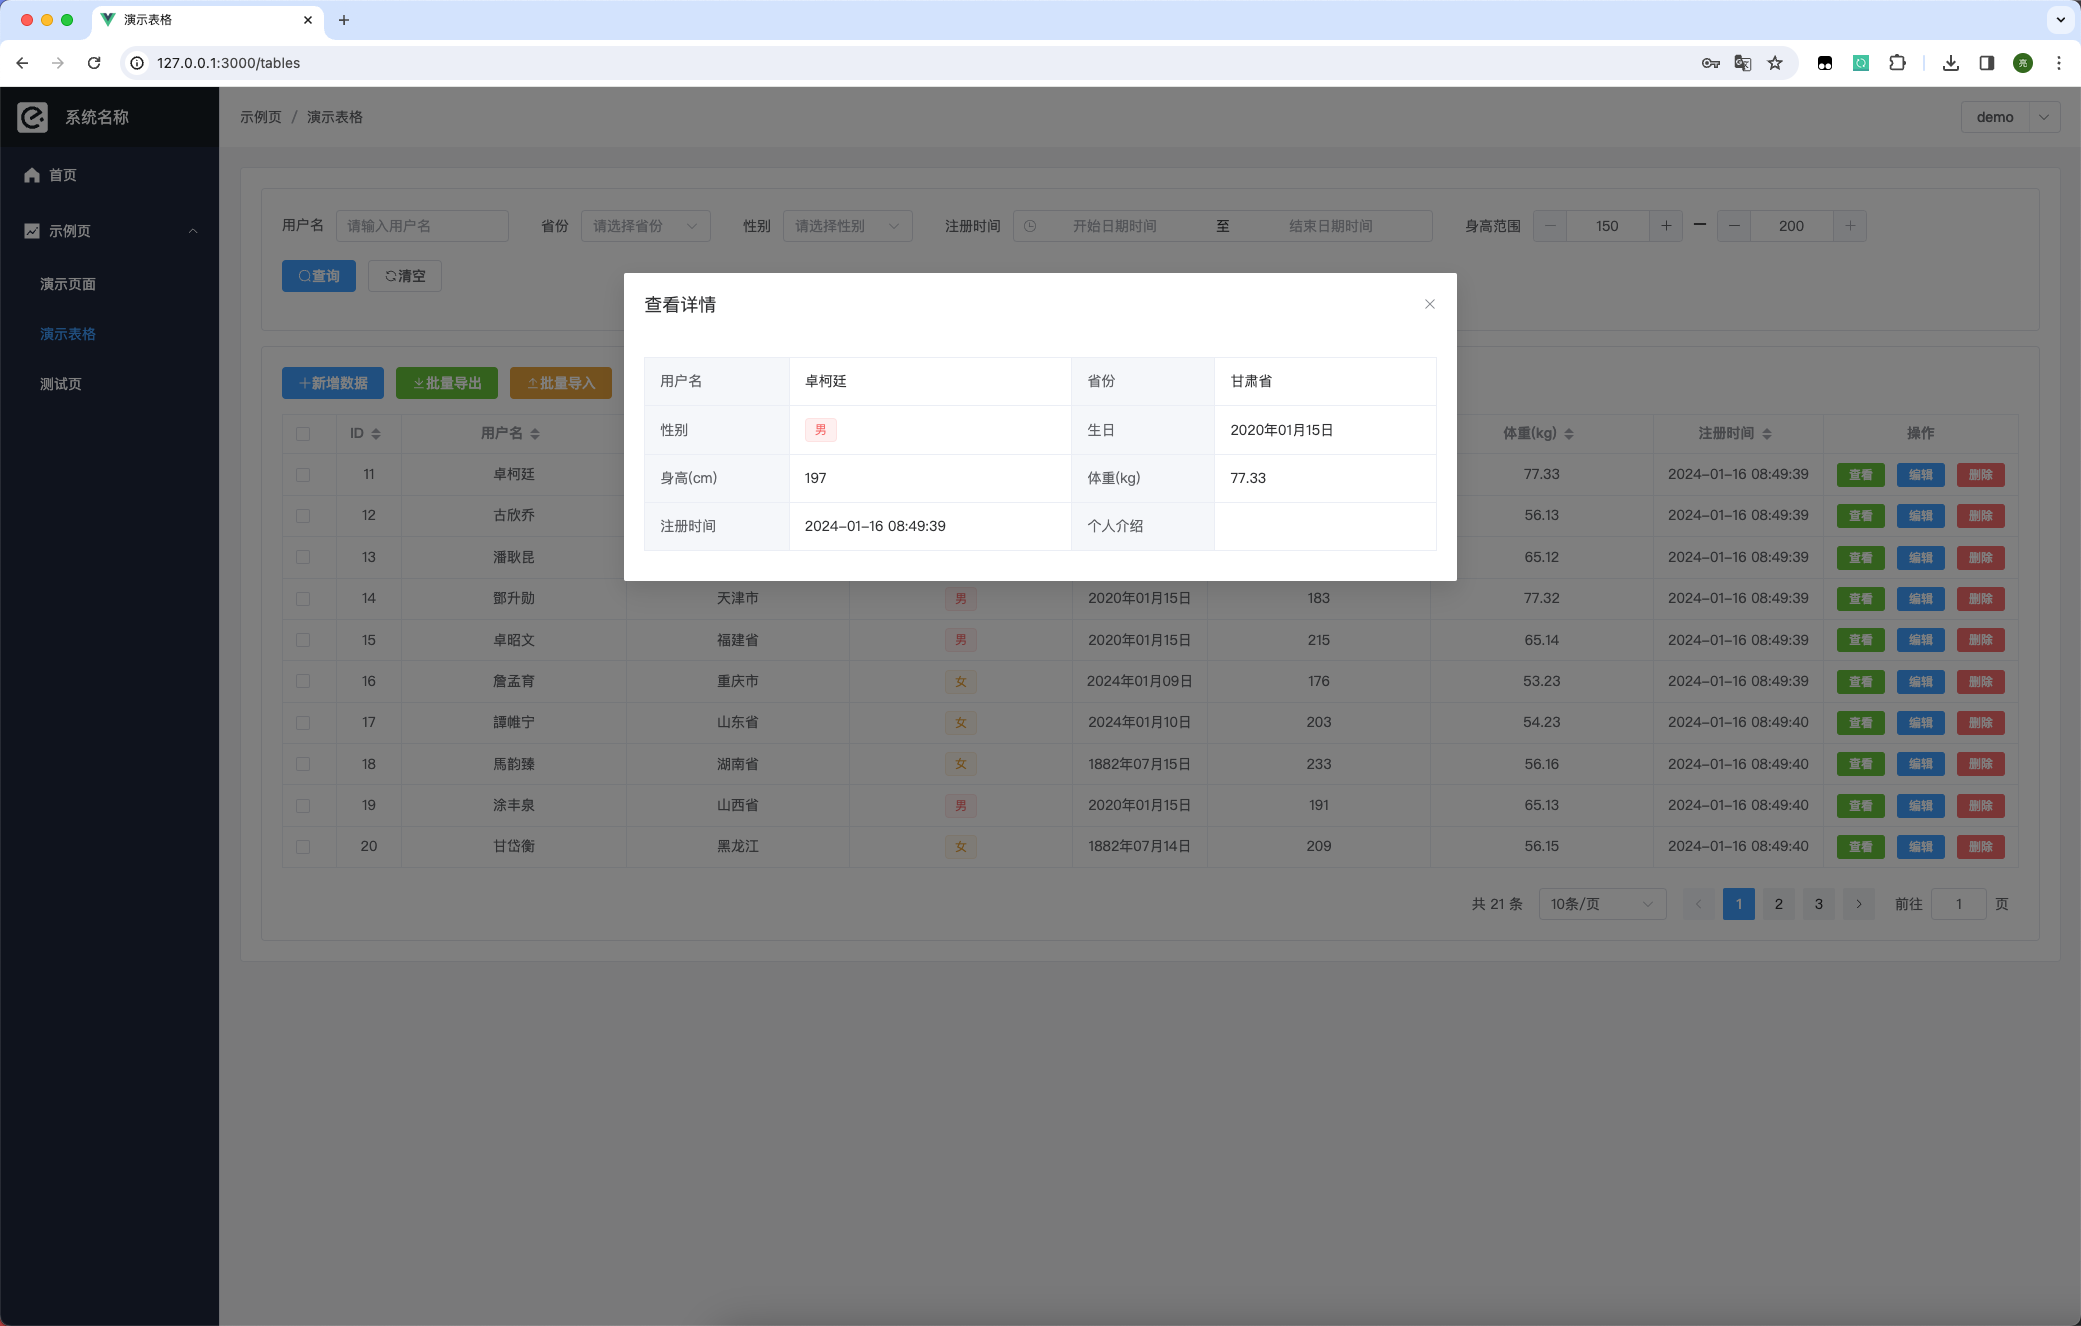 演示表格
127.0.0.1:3000/tables
亮
系统名称
示例页 / 演示表格
demo
首页
示例页
演示页面
演示表格
测试页
用户名 请输入用户名 省份 请选择省份 性别 请选择性别 注册时间 开始日期时间 至 结束日期时间 身高范围 150 200
查询 清空
查看详情
用户名 卓柯廷 省份 甘肃省
性别 男 生日 2020年01月15日
身高(cm) 197 体重(kg) 77.33
注册时间 2024-01-16 08:49:39 个人介绍
新增数据 批量导出 批量导入
ID 用户名 体重(kg) 注册时间 操作
11 卓柯廷 77.33 2024-01-16 08:49:39 查看 编辑 删除
12 古欣乔 56.13 2024-01-16 08:49:39 查看 编辑 删除
13 潘耿昆 65.12 2024-01-16 08:49:39 查看 编辑 删除
14 鄧升勋 天津市 男 2020年01月15日 183 77.32 2024-01-16 08:49:39 查看 编辑 删除
15 卓昭文 福建省 男 2020年01月15日 215 65.14 2024-01-16 08:49:39 查看 编辑 删除
16 詹孟育 重庆市 女 2024年01月09日 176 53.23 2024-01-16 08:49:39 查看 编辑 删除
17 譚帷宁 山东省 女 2024年01月10日 203 54.23 2024-01-16 08:49:40 查看 编辑 删除
18 馬韵臻 湖南省 女 1882年07月15日 233 56.16 2024-01-16 08:49:40 查看 编辑 删除
19 涂丰泉 山西省 男 2020年01月15日 191 65.13 2024-01-16 08:49:40 查看 编辑 删除
20 甘岱衡 黑龙江 女 1882年07月14日 209 56.15 2024-01-16 08:49:40 查看 编辑 删除
共 21 条 10条/页 1 2 3 前往 1 页